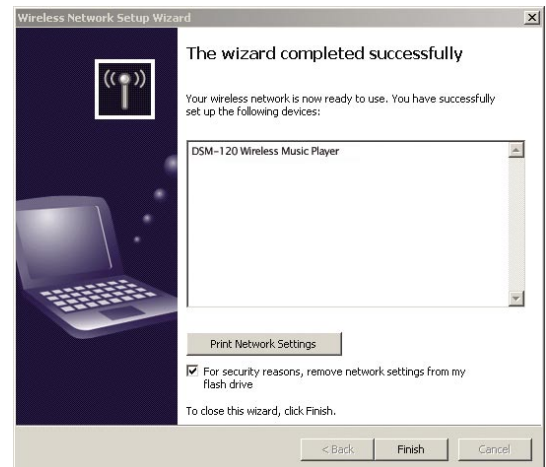 Wireless Network Setup Wizard
The wizard completed successfully
Your wireless network is now ready to use. You have successfully
set up the following devices:
DSM-120 Wireless Music Player
Print Network Settings
For security reasons, remove network settings from my
flash drive
To close this wizard, click Finish.
< Back Finish Cancel